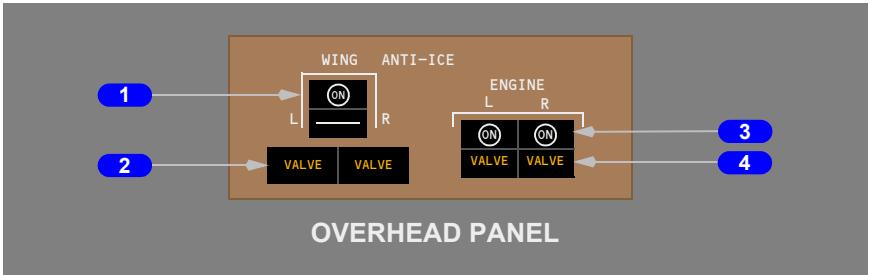 WING ANTI-ICE
ON
L R
ENGINE
L R
ON ON
VALVE VALVE
VALVE VALVE
1
2
3
4
OVERHEAD PANEL